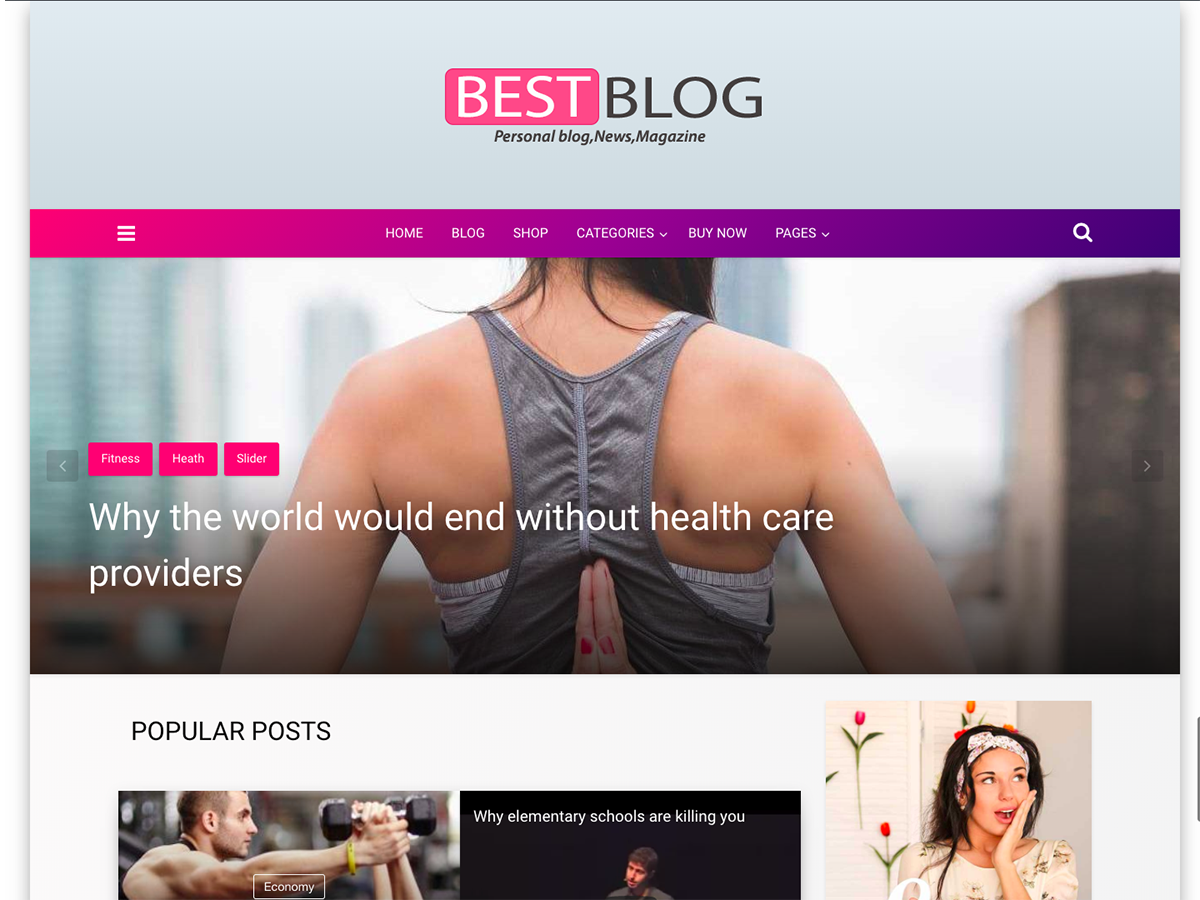 BEST BLOG
Personal blog,News,Magazine
HOME BLOG SHOP CATEGORIES BUY NOW PAGES
Fitness Heath Slider
Why the world would end without health care
providers
POPULAR POSTS
Why elementary schools are killing you
Economy